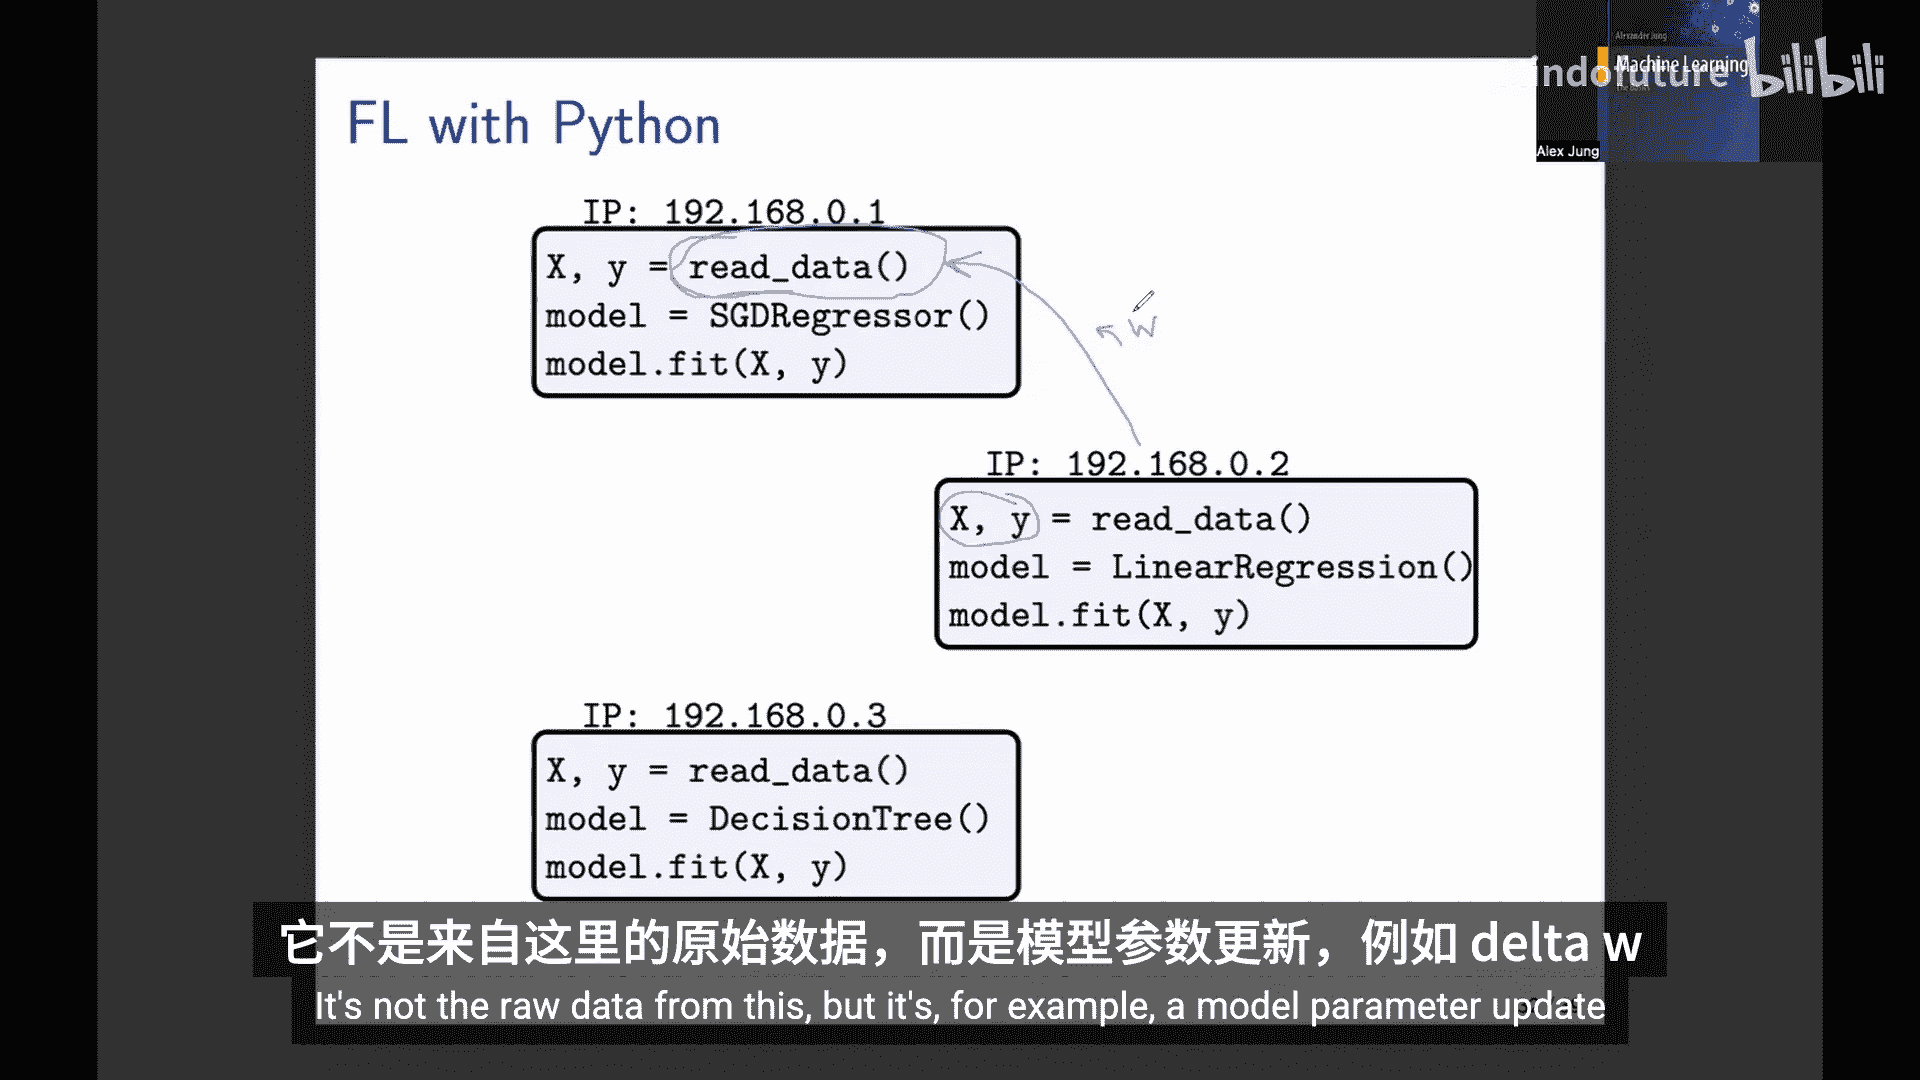 FL with Python
Alexander Jung
Machine Learning
indofuture
bilibili
Alex Jung
IP: 192.168.0.1
X, y = read_data()
model = SGDRegressor()
model.fit(X, y)
w
IP: 192.168.0.2
X, y = read_data()
model = LinearRegression()
model.fit(X, y)
IP: 192.168.0.3
X, y = read_data()
model = DecisionTree()
model.fit(X, y)
它不是来自这里的原始数据，而是模型参数更新，例如 delta w
It's not the raw data from this, but it's, for example, a model parameter update